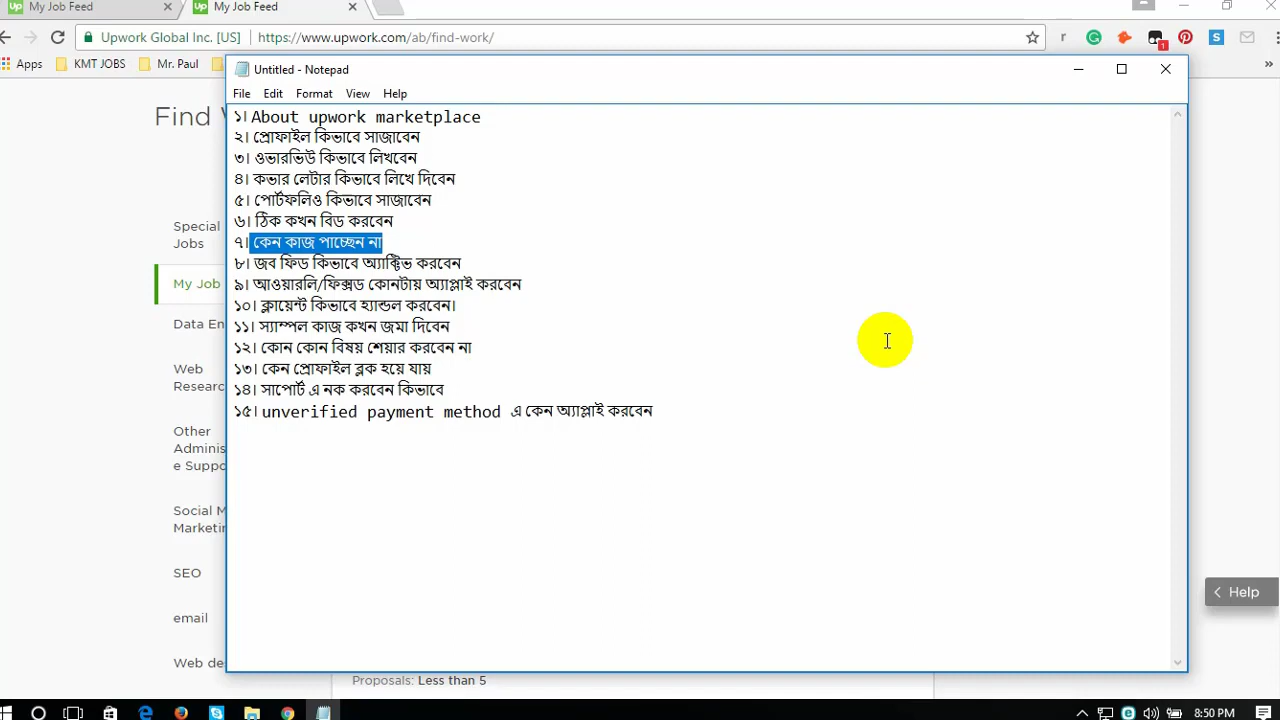 My Job Feed
My Job Feed
Upwork Global Inc. [US] https://www.upwork.com/ab/find-work/
Apps KMT JOBS Mr. Paul
Untitled - Notepad
File Edit Format View Help
১। About upwork marketplace
২। প্রোফাইল কিভাবে সাজাবেন
৩। ওভারভিউ কিভাবে লিখবেন
৪। কভার লেটার কিভাবে লিখে দিবেন
৫। পোর্টফলিও কিভাবে সাজাবেন
৬। ঠিক কখন বিড করবেন
৭। কেন কাজ পাচ্ছেন না
৮। জব ফিড কিভাবে অ্যাক্টিভ করবেন
৯। আওয়ারলি/ফিক্সড কোনটায় অ্যাপ্লাই করবেন
১০। ক্লায়েন্ট কিভাবে হ্যান্ডল করবেন।
১১। স্যাম্পল কাজ কখন জমা দিবেন
১২। কোন কোন বিষয় শেয়ার করবেন না
১৩। কেন প্রোফাইল ব্লক হয়ে যায়
১৪। সাপোর্ট এ নক করবেন কিভাবে
১৫। unverified payment method এ কেন অ্যাপ্লাই করবেন
Find
Special
Jobs
My Job
Data En
Web
Resear
Other
Adminis
e Suppo
Social M
Marketi
SEO
email
Web de
Proposals: Less than 5
Help
8:50 PM